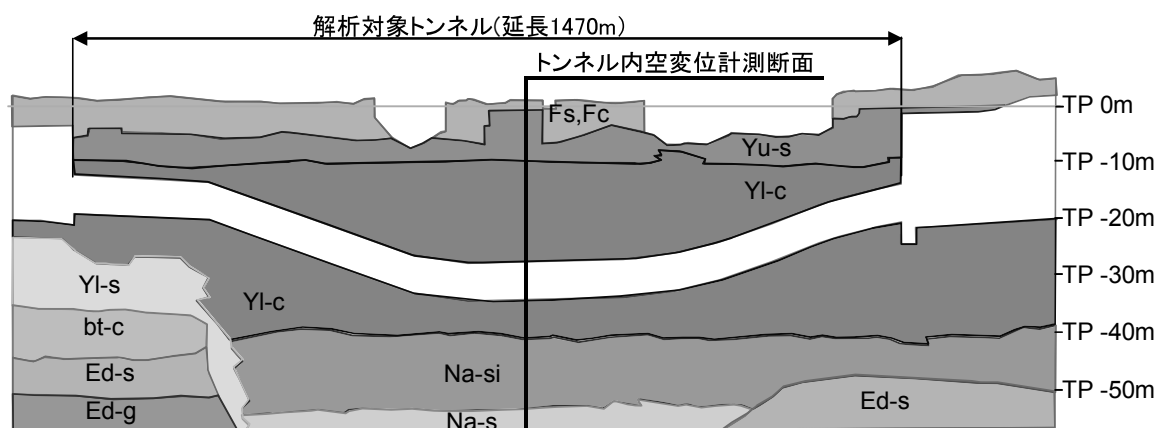 解析対象トンネル(延長1470m)
トンネル内空変位計測断面
Fs,Fc
TP 0m
Yu-s
TP -10m
Yl-c
TP -20m
TP -30m
Yl-s
Yl-c
bt-c
TP -40m
Ed-s
Na-si
TP -50m
Ed-s
Ed-g
Na-s